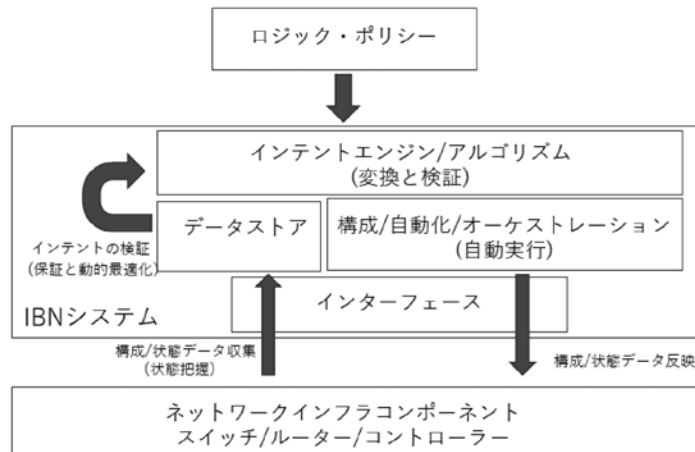 ロジック・ポリシー
インテントエンジン/アルゴリズム
(変換と検証)
データストア
構成/自動化/オーケストレーション
(自動実行)
インテントの検証
(保証と動的最適化)
インターフェース
IBNシステム
構成/状態データ収集
(状態把握)
構成/状態データ反映
ネットワークインフラコンポーネント
スイッチ/ルーター/コントローラー